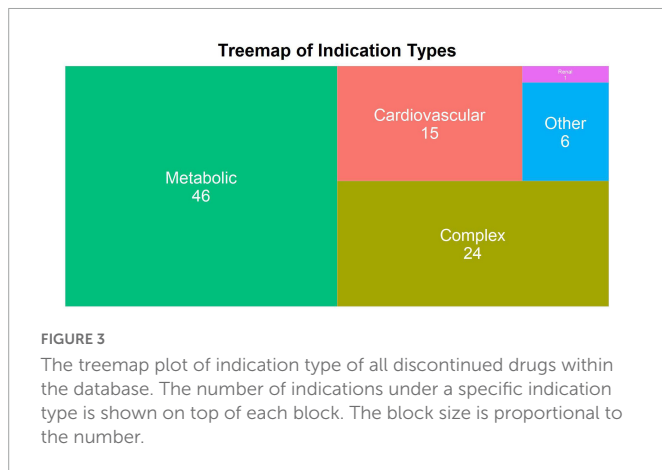 Treemap of Indication Types
Metabolic
46
Cardiovascular
15
Renal
1
Other
6
Complex
24
FIGURE 3
The treemap plot of indication type of all discontinued drugs within
the database. The number of indications under a specific indication
type is shown on top of each block. The block size is proportional to
the number.